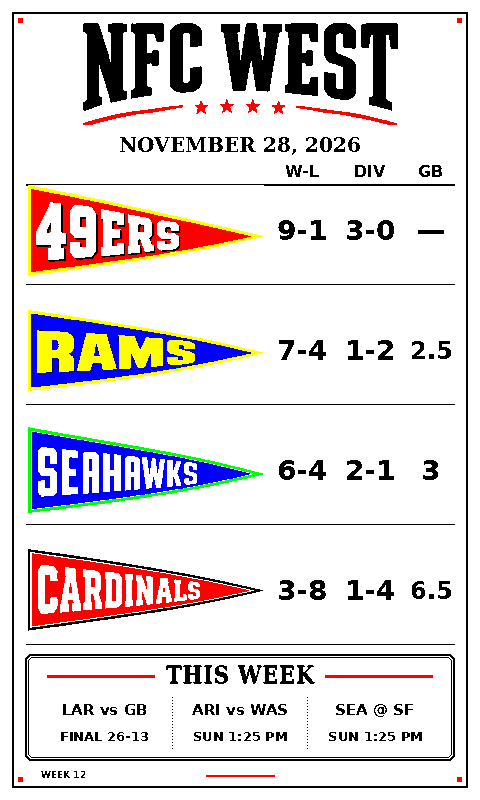 NFC WEST
NOVEMBER 28, 2026
W-L DIV GB
49ERS 9-1 3-0 —
RAMS 7-4 1-2 2.5
SEAHAWKS 6-4 2-1 3
CARDINALS 3-8 1-4 6.5
THIS WEEK
LAR vs GB ARI vs WAS SEA @ SF
FINAL 26-13 SUN 1:25 PM SUN 1:25 PM
WEEK 12